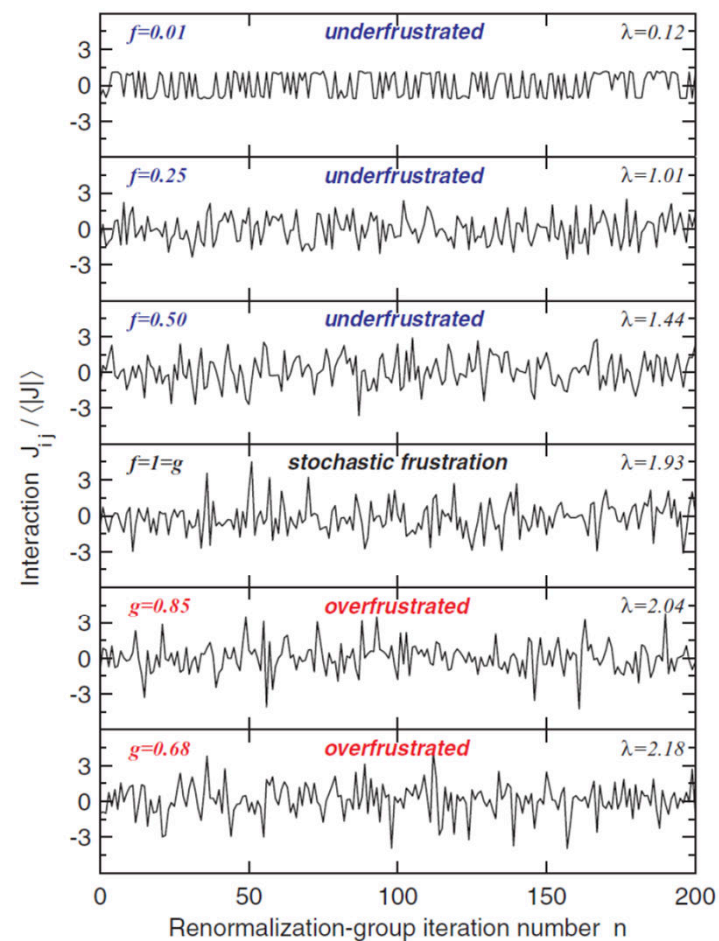 f=0.01 underfrustrated λ=0.12
3
0
-3
f=0.25 underfrustrated λ=1.01
3
0
-3
f=0.50 underfrustrated λ=1.44
3
0
-3
f=1=g stochastic frustration λ=1.93
3
0
-3
g=0.85 overfrustrated λ=2.04
3
0
-3
g=0.68 overfrustrated λ=2.18
3
0
-3
Interaction J_{ij} / ⟨|J|⟩
0 50 100 150 200
Renormalization-group iteration number n